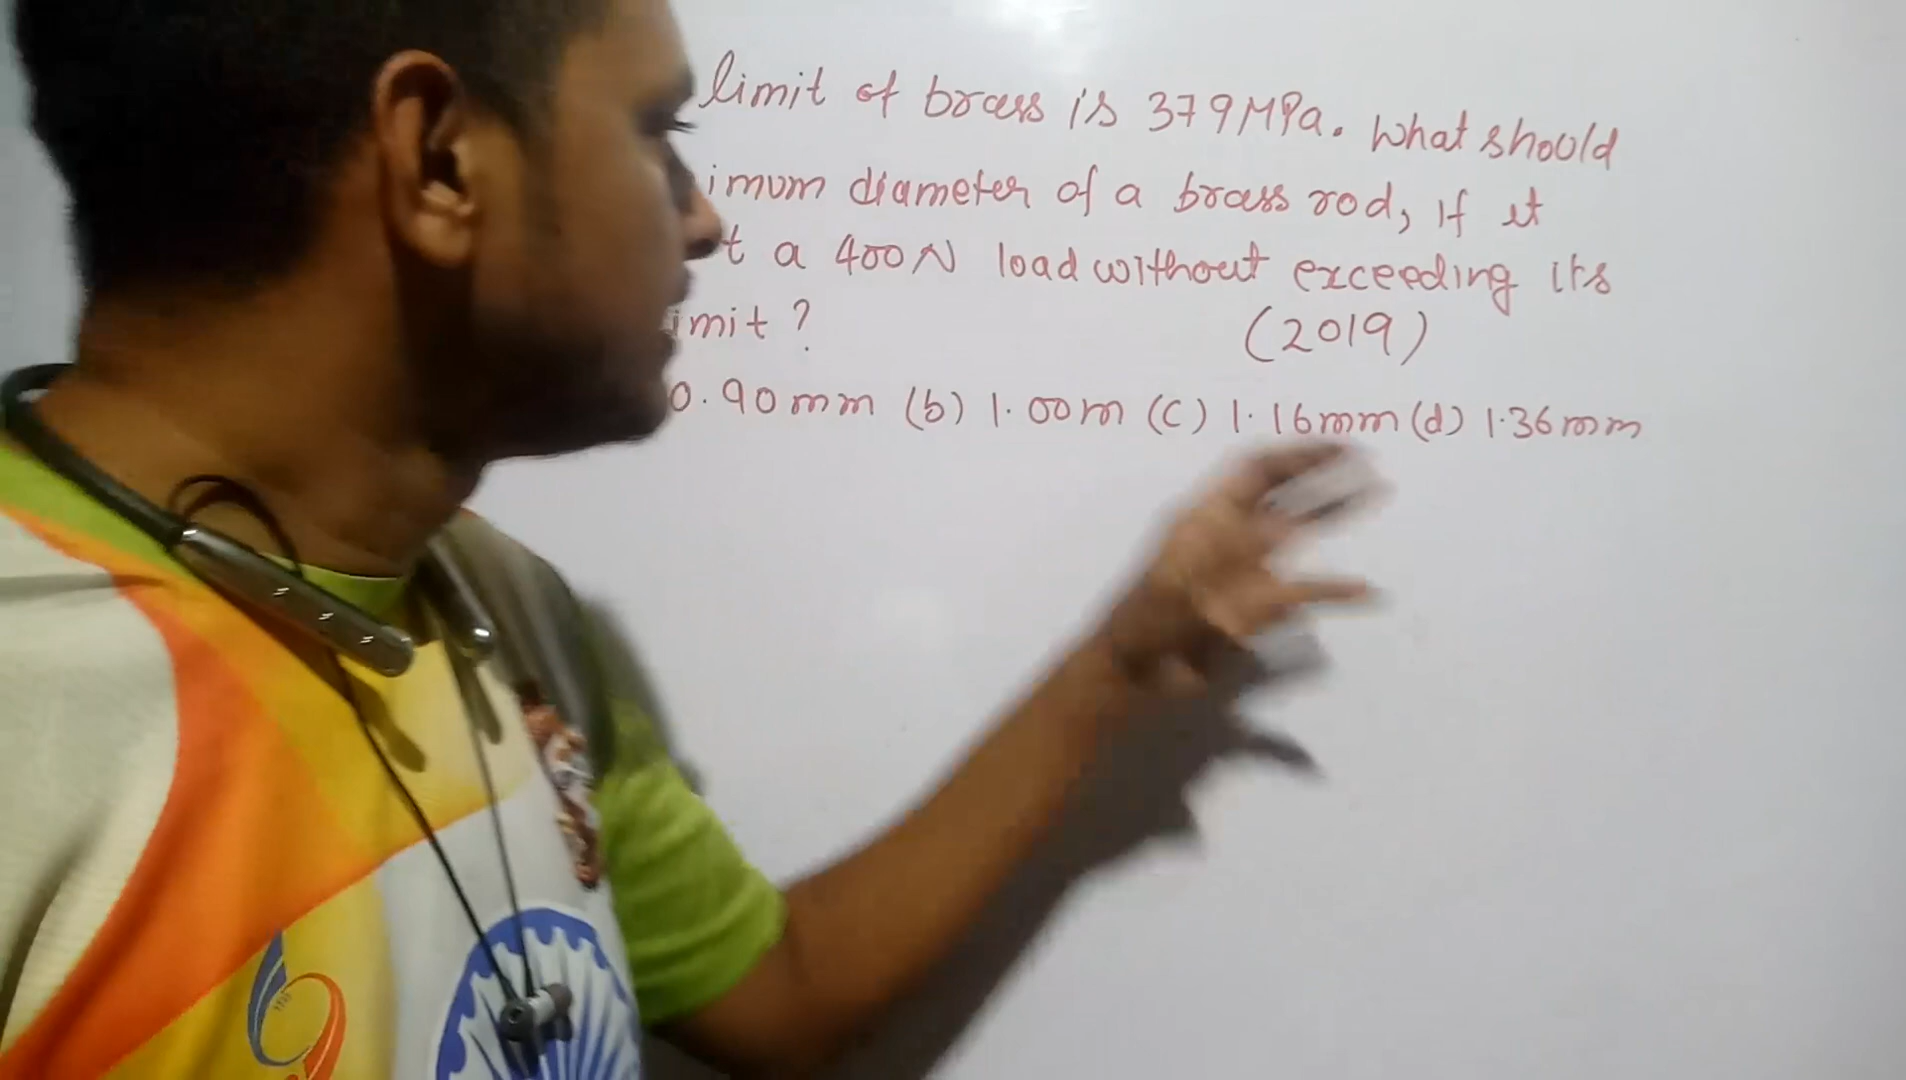 limit of brass is 379MPa. What should
imum diameter of a brass rod, if it
t a 400N load without exceeding its
imit ?
(2019)
0.90mm (b) 1.00m (c) 1.16mm (d) 1.36mm